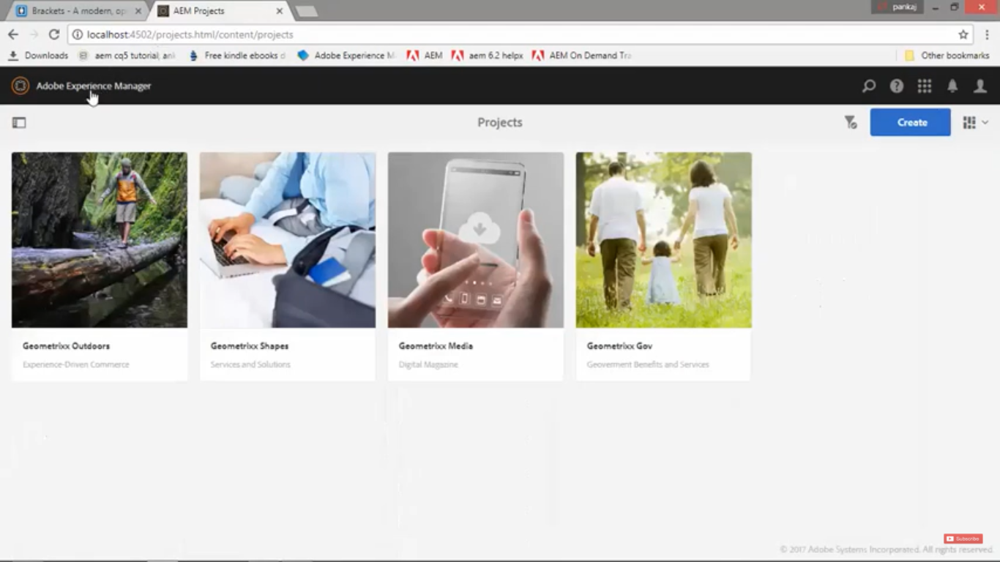 Brackets - A modern, op
AEM Projects
pankaj
localhost:4502/projects.html/content/projects
Downloads
aem cq5 tutorial, ank
Free kindle ebooks d
Adobe Experience M
AEM
aem 6.2 helpx
AEM On Demand Tra
Other bookmarks
Adobe Experience Manager
Projects
Create
Geometrixx Outdoors
Experience-Driven Commerce
Geometrixx Shapes
Services and Solutions
Geometrixx Media
Digital Magazine
Geometrixx Gov
Geoverment Benefits and Services
Subscribe
© 2017 Adobe Systems Incorporated. All rights reserved.